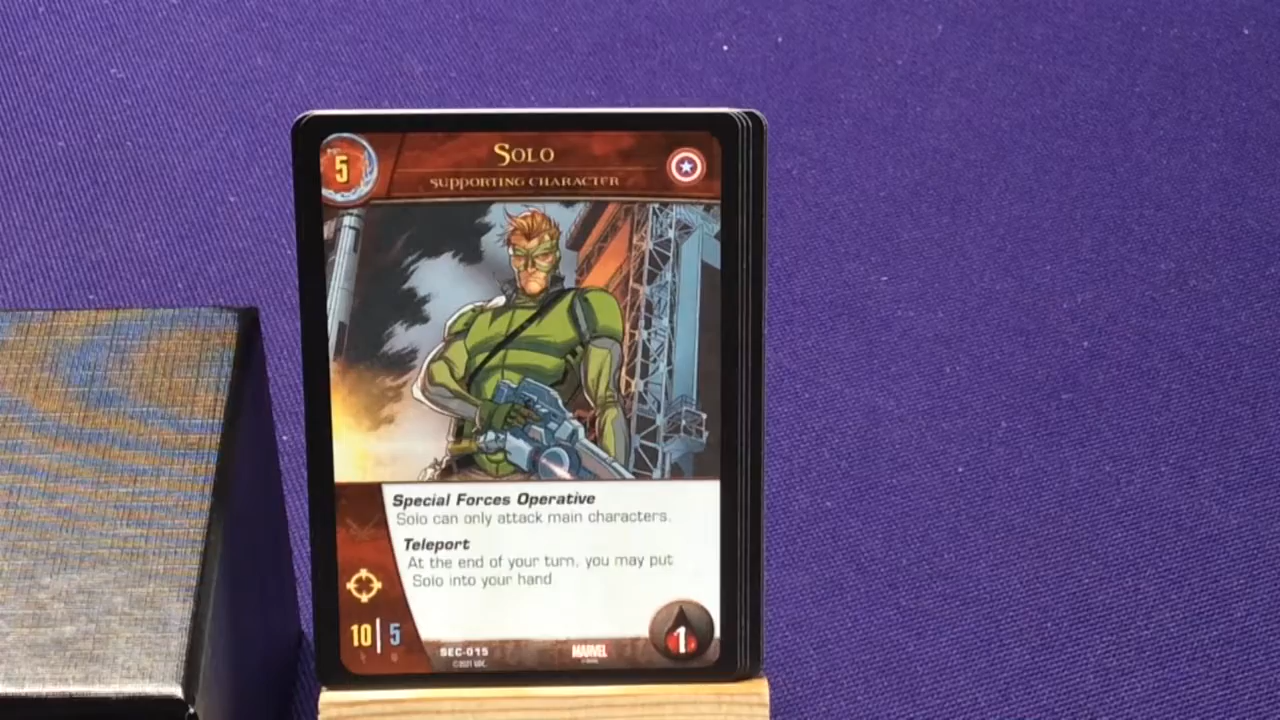 5
SOLO
SUPPORTING CHARACTER
Special Forces Operative
Solo can only attack main characters.
Teleport
At the end of your turn, you may put
Solo into your hand
10 | 5
1
SEC-015
MARVEL